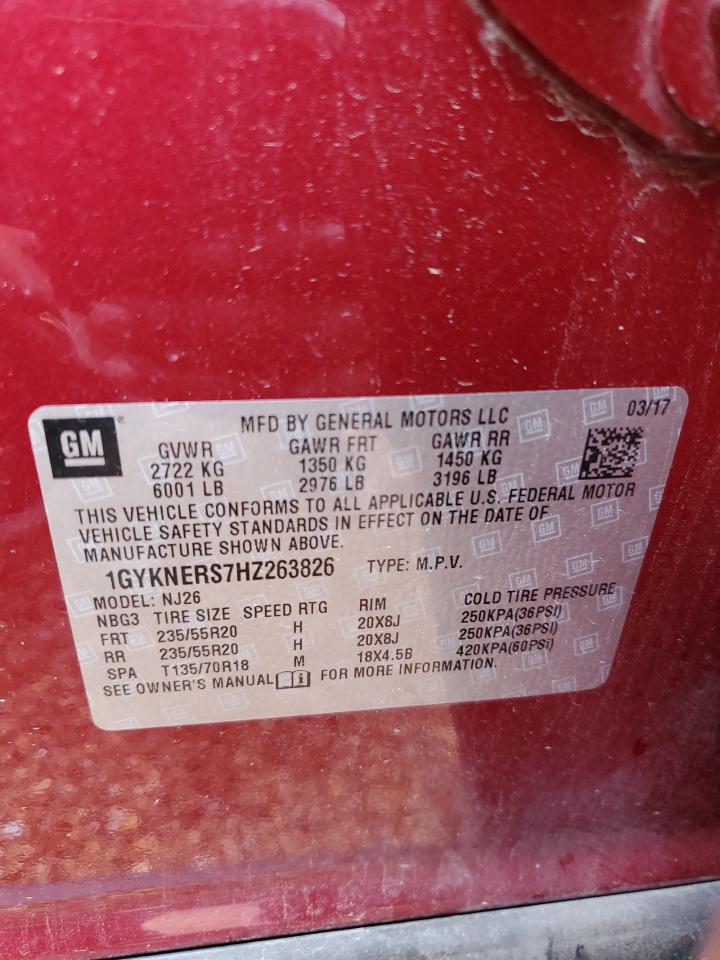 GM
MFD BY GENERAL MOTORS LLC 03/17
GVWR GAWR FRT GAWR RR
2722 KG 1350 KG 1450 KG
6001 LB 2976 LB 3196 LB
THIS VEHICLE CONFORMS TO ALL APPLICABLE U.S. FEDERAL MOTOR
VEHICLE SAFETY STANDARDS IN EFFECT ON THE DATE OF
MANUFACTURE SHOWN ABOVE.
1GYKNERS7HZ263826 TYPE: M.P.V.
MODEL: NJ26
NBG3 TIRE SIZE SPEED RTG RIM COLD TIRE PRESSURE
FRT 235/55R20 H 20X8J 250KPA(36PSI)
RR 235/55R20 H 20X8J 250KPA(36PSI)
SPA T135/70R18 M 18X4.5B 420KPA(60PSi)
SEE OWNER'S MANUAL i FOR MORE INFORMATION.